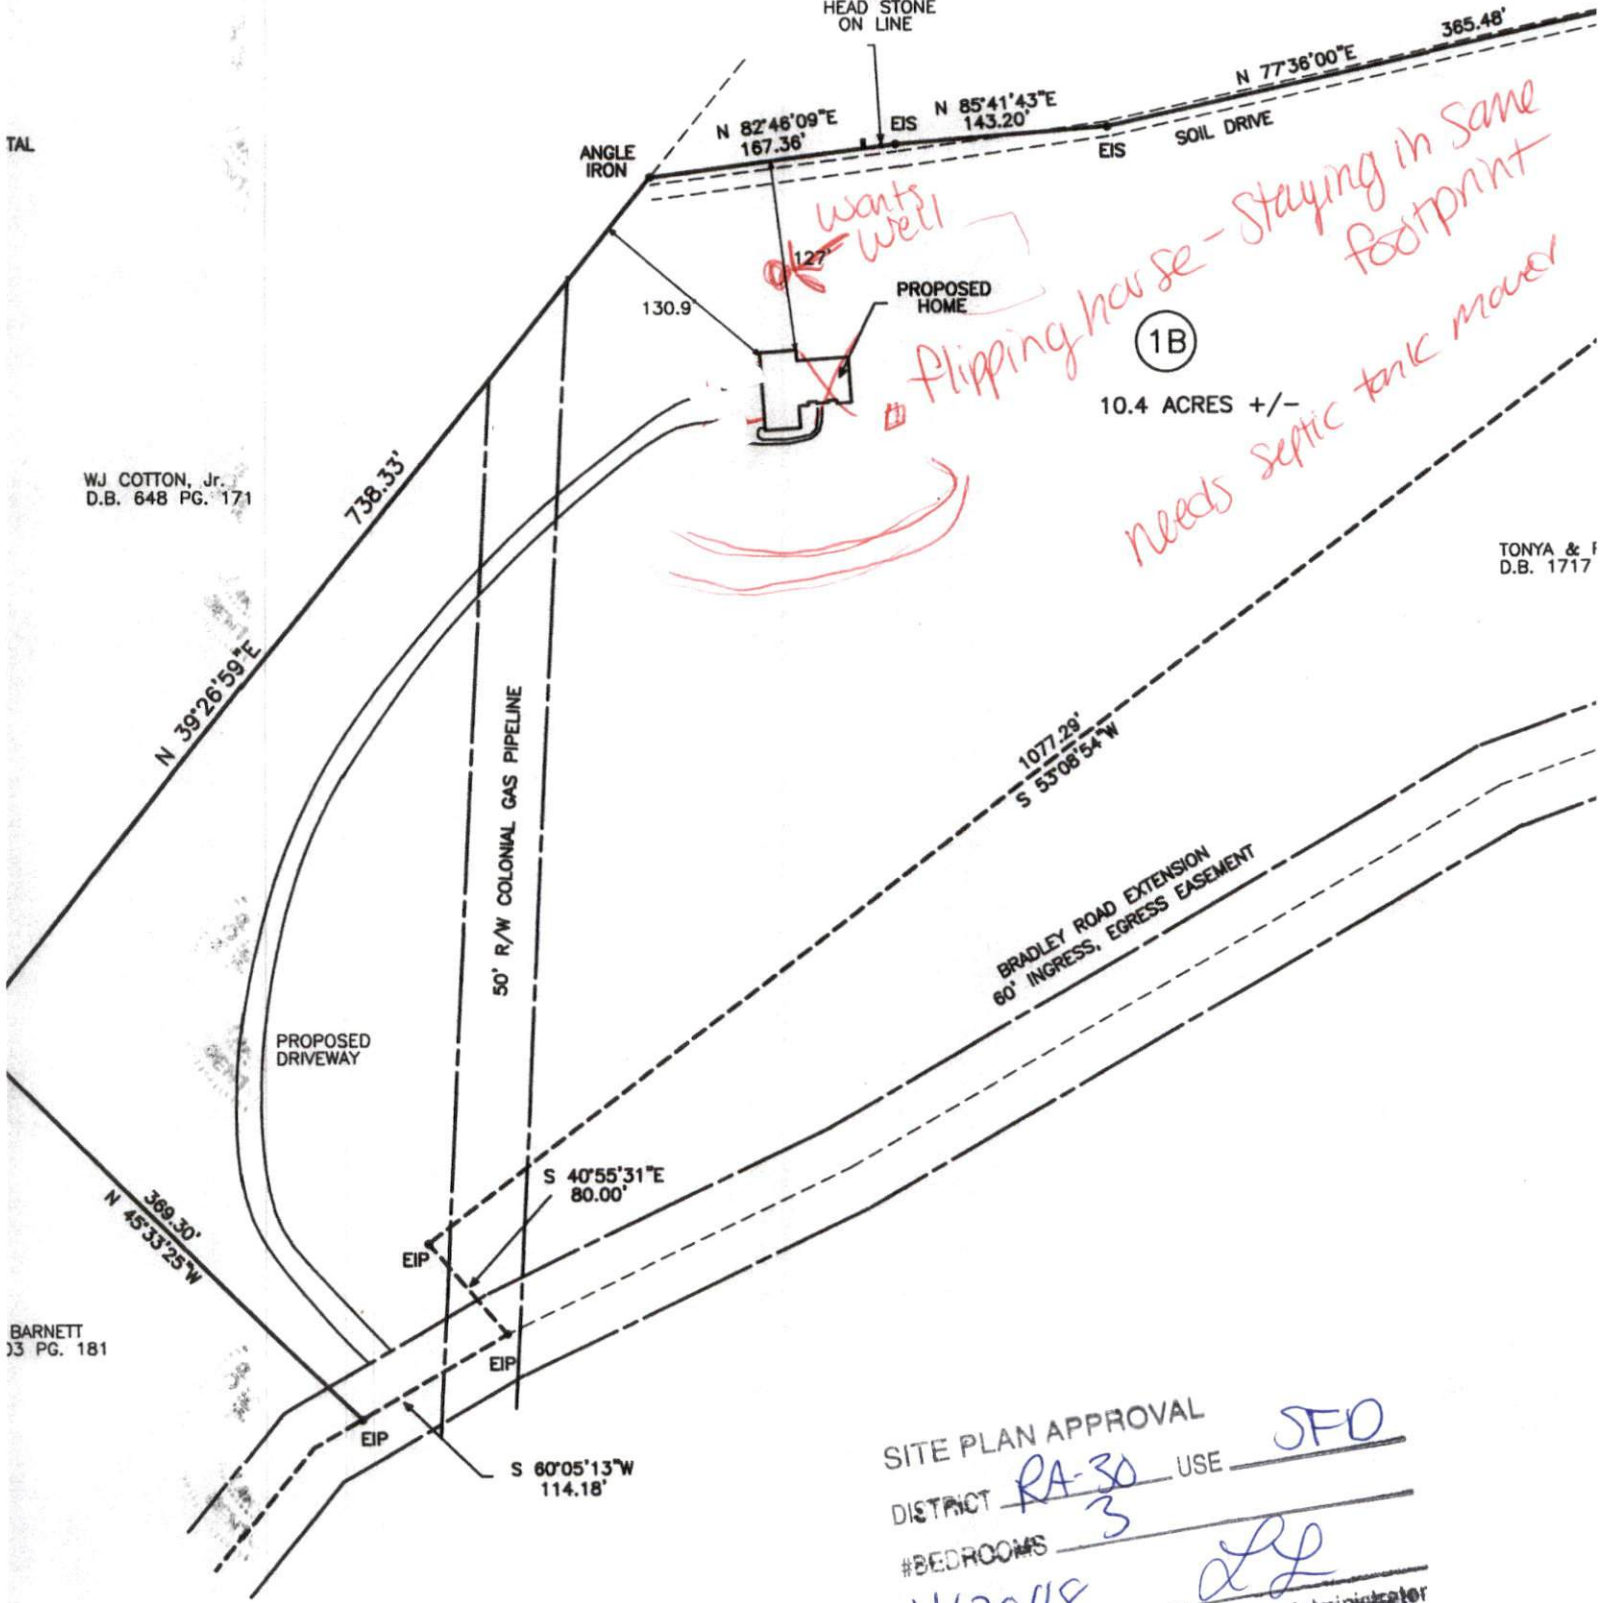 HEAD STONE
ON LINE
365.48'
N 77°36'00"E
N 85°41'43"E
143.20'
EIS
N 82°46'09"E
167.36'
ANGLE
IRON
EIS
SOIL DRIVE
TAL
wants
well
127'
130.9'
PROPOSED
HOME
flipping house - Staying in Same
footprint
1B
10.4 ACRES +/-
needs septic tank moved
WJ COTTON, Jr.
D.B. 648 PG. 171
738.33'
N 39°26'59"E
TONYA &
D.B. 1717
50' R/W COLONIAL GAS PIPELINE
1077.29'
S 53°08'54"W
BRADLEY ROAD EXTENSION
60' INGRESS, EGRESS EASEMENT
PROPOSED
DRIVEWAY
S 40°55'31"E
80.00'
369.30'
N 45°33'25"W
EIP
BARNETT
03 PG. 181
EIP
EIP
S 60°05'13"W
114.18'
SITE PLAN APPROVAL
DISTRICT RA-30 USE SFD
#BEDROOMS 3
LL